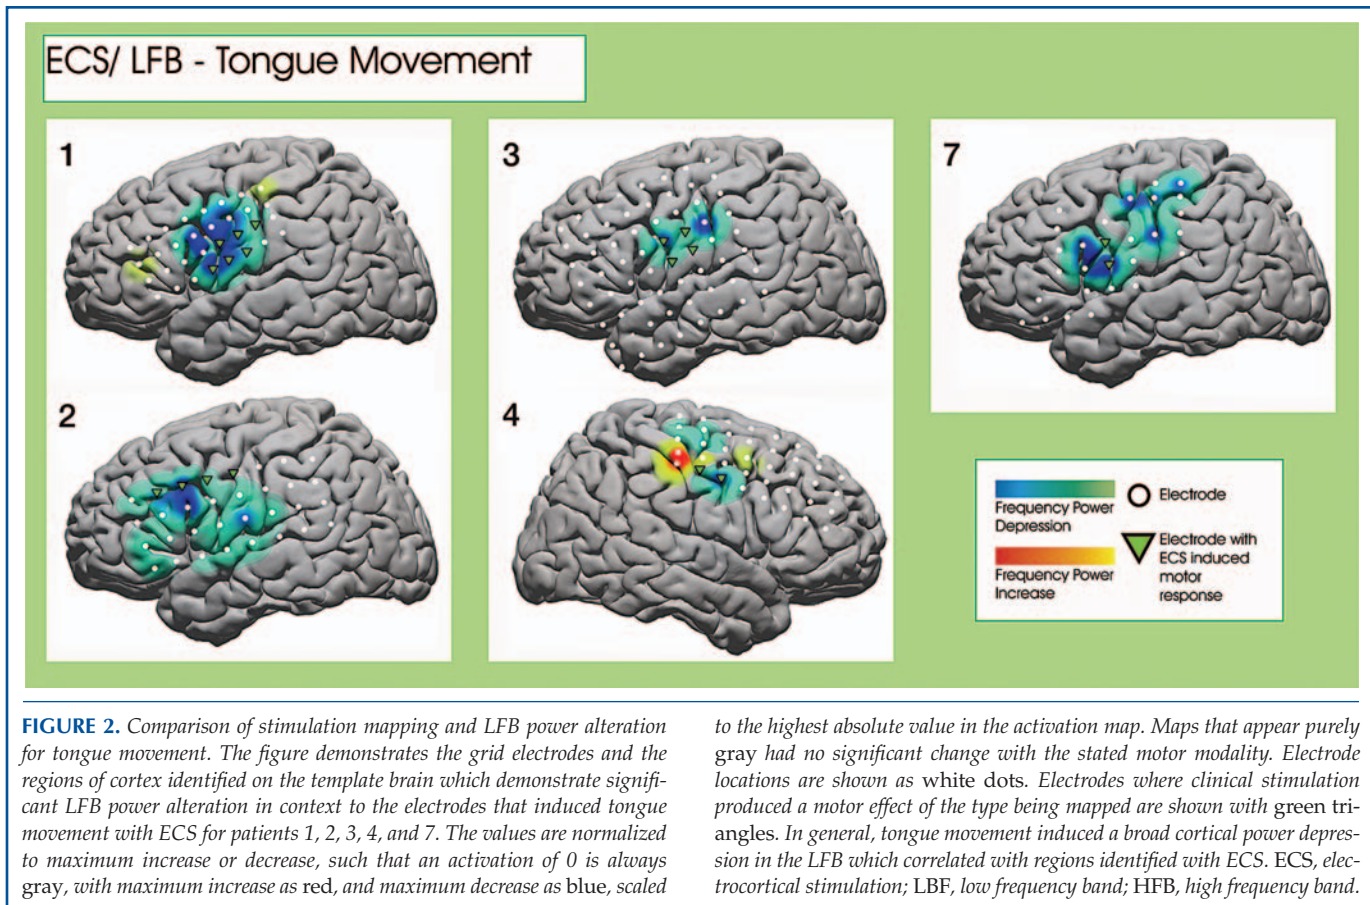 ECS/ LFB - Tongue Movement
1
3
7
2
4
Frequency Power
Depression
Electrode
Frequency Power
Increase
Electrode with
ECS induced
motor
response
FIGURE 2. Comparison of stimulation mapping and LFB power alteration
for tongue movement. The figure demonstrates the grid electrodes and the
regions of cortex identified on the template brain which demonstrate signifi-
cant LFB power alteration in context to the electrodes that induced tongue
movement with ECS for patients 1, 2, 3, 4, and 7. The values are normalized
to maximum increase or decrease, such that an activation of 0 is always
gray, with maximum increase as red, and maximum decrease as blue, scaled
to the highest absolute value in the activation map. Maps that appear purely
gray had no significant change with the stated motor modality. Electrode
locations are shown as white dots. Electrodes where clinical stimulation
produced a motor effect of the type being mapped are shown with green tri-
angles. In general, tongue movement induced a broad cortical power depres-
sion in the LFB which correlated with regions identified with ECS. ECS, elec-
trocortical stimulation; LBF, low frequency band; HFB, high frequency band.